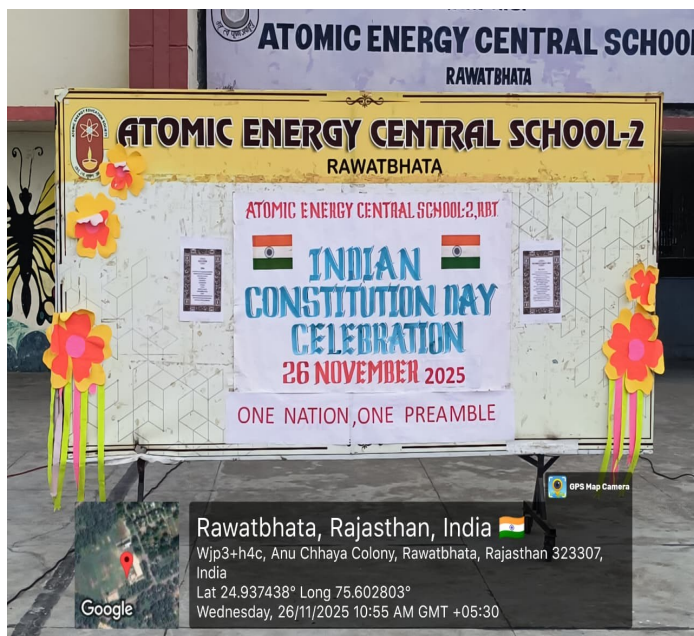 ATOMIC ENERGY CENTRAL SCHOOL
RAWATBHATA
ATOMIC ENERGY CENTRAL SCHOOL-2
RAWATBHATA
ATOMIC ENERGY CENTRAL SCHOOL-2,RBT
INDIAN
CONSTITUTION DAY
CELEBRATION
26 NOVEMBER 2025
ONE NATION,ONE PREAMBLE
GPS Map Camera
Rawatbhata, Rajasthan, India
Wjp3+h4c, Anu Chhaya Colony, Rawatbhata, Rajasthan 323307,
India
Lat 24.937438° Long 75.602803°
Wednesday, 26/11/2025 10:55 AM GMT +05:30
Google